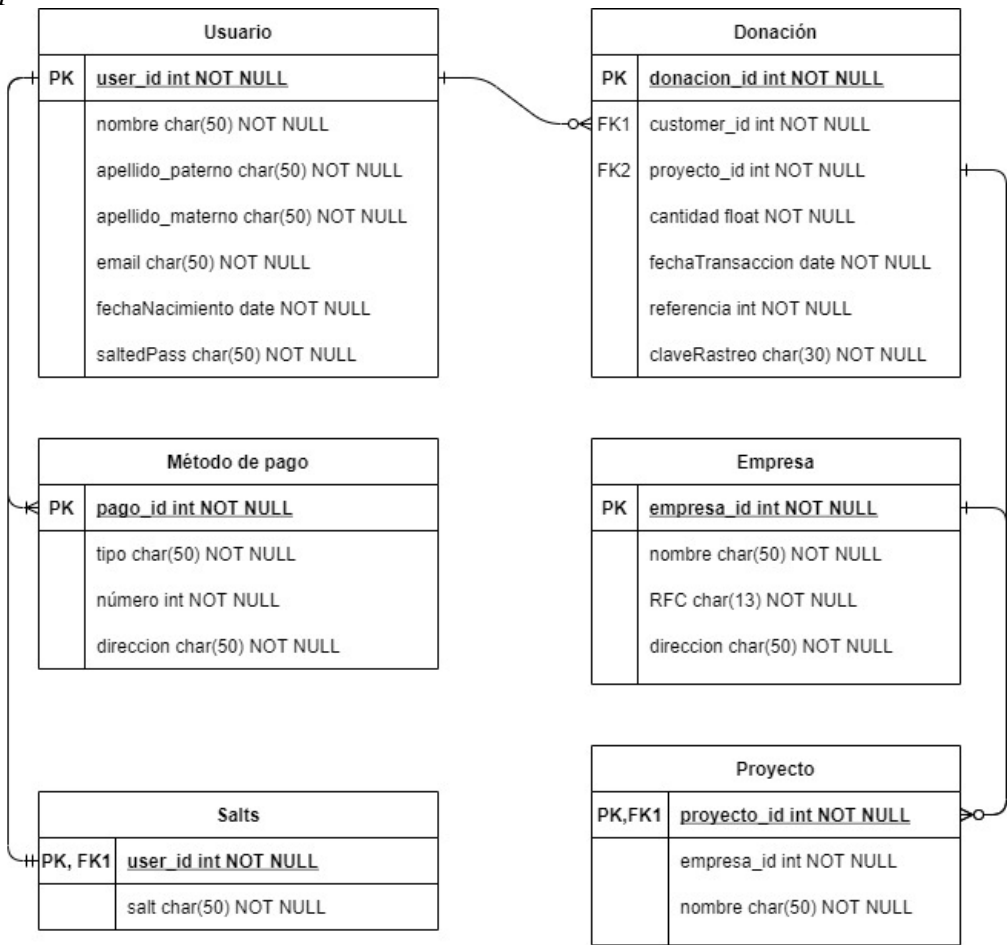 Usuario
PK user_id int NOT NULL
nombre char(50) NOT NULL
apellido_paterno char(50) NOT NULL
apellido_materno char(50) NOT NULL
email char(50) NOT NULL
fechaNacimiento date NOT NULL
saltedPass char(50) NOT NULL
Donación
PK donacion_id int NOT NULL
FK1 customer_id int NOT NULL
FK2 proyecto_id int NOT NULL
cantidad float NOT NULL
fechaTransaccion date NOT NULL
referencia int NOT NULL
claveRastreo char(30) NOT NULL
Método de pago
PK pago_id int NOT NULL
tipo char(50) NOT NULL
número int NOT NULL
direccion char(50) NOT NULL
Empresa
PK empresa_id int NOT NULL
nombre char(50) NOT NULL
RFC char(13) NOT NULL
direccion char(50) NOT NULL
Salts
PK, FK1 user_id int NOT NULL
salt char(50) NOT NULL
Proyecto
PK,FK1 proyecto_id int NOT NULL
empresa_id int NOT NULL
nombre char(50) NOT NULL